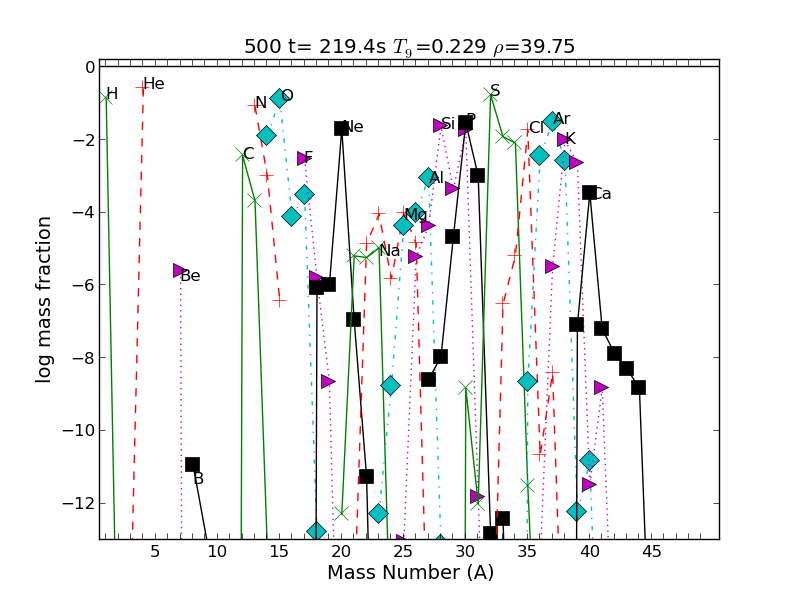 500 t= 219.4s T9=0.229 ρ=39.75
log mass fraction
0
−2
−4
−6
−8
−10
−12
H
He
N
O
C
F
Ne
Be
B
Na
Mg
Al
Si
P
S
Cl
Ar
K
Ca
5
10
15
20
25
30
35
40
45
Mass Number (A)